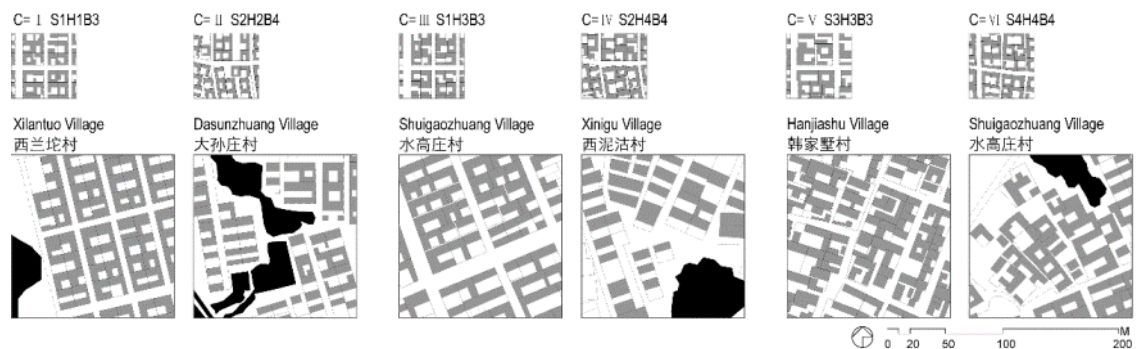 C= Ⅰ S1H1B3
C= Ⅱ S2H2B4
C= Ⅲ S1H3B3
C= Ⅳ S2H4B4
C= Ⅴ S3H3B3
C= Ⅵ S4H4B4
Xilantuo Village
西兰坨村
Dasunzhuang Village
大孙庄村
Shuigaozhuang Village
水高庄村
Xinigu Village
西泥沽村
Hanjiashu Village
韩家墅村
Shuigaozhuang Village
水高庄村
M
0 20 50 100 200